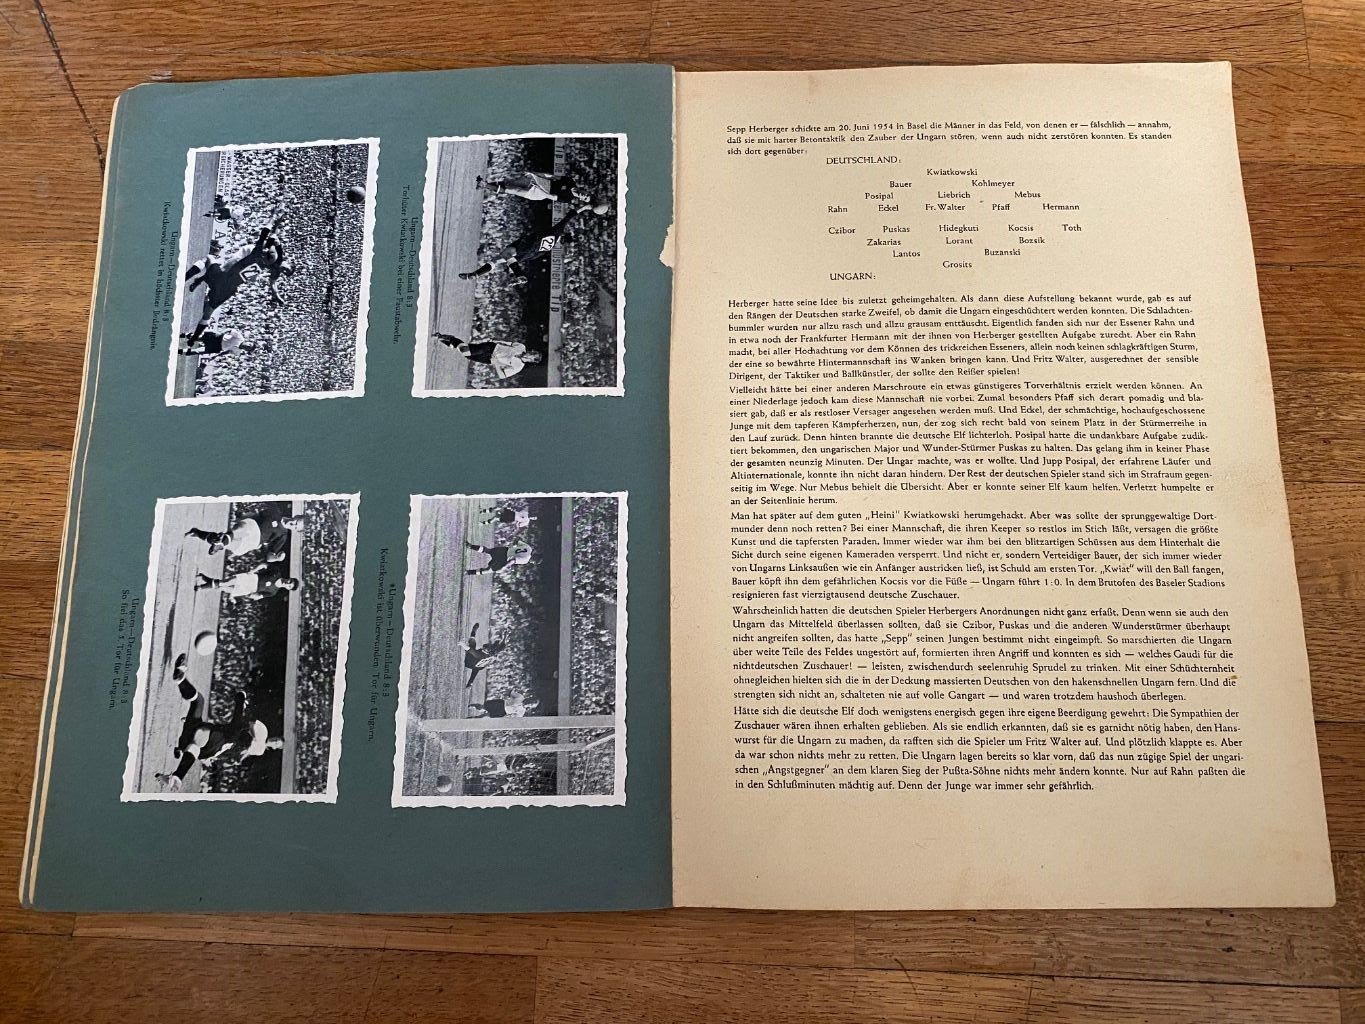 Ungarn—Deutschland 8:3
Kwiatkowski rettet in höchster Bedrängnis.
Ungarn—Deutschland 8:3
Torhüter Kwiatkowski bei einer Faustabwehr.
22
Ungarn—Deutschland 8:3
So fiel das 5. Tor für Ungarn.
Ungarn—Deutschland 8:3
Kwiatkowski ist überwunden. Tor für Ungarn.
Sepp Herberger schickte am 20. Juni 1954 in Basel die Männer in das Feld, von denen er — fälschlich — annahm,
daß sie mit harter Betontaktik den Zauber der Ungarn stören, wenn auch nicht zerstören konnten. Es standen
sich dort gegenüber:
DEUTSCHLAND:
Kwiatkowski
Bauer Kohlmeyer
Posipal Liebrich Mebus
Rahn Eckel Fr. Walter Pfaff Hermann
Czibor Puskas Hidegkuti Kocsis Toth
Zakarias Lorant Bozsik
Lantos Buzanski
Grosits
UNGARN:
Herberger hatte seine Idee bis zuletzt geheimgehalten. Als dann diese Aufstellung bekannt wurde, gab es auf
den Rängen der Deutschen starke Zweifel, ob damit die Ungarn eingeschüchtert werden konnten. Die Schlachten-
bummler wurden nur allzu rasch und allzu grausam enttäuscht. Eigentlich fanden sich nur der Essener Rahn und
in etwa noch der Frankfurter Hermann mit der ihnen von Herberger gestellten Aufgabe zurecht. Aber ein Rahn
macht, bei aller Hochachtung vor dem Können des trickreichen Esseners, allein noch keinen schlagkräftigen Sturm,
der eine so bewährte Hintermannschaft ins Wanken bringen kann. Und Fritz Walter, ausgerechnet der sensible
Dirigent, der Taktiker und Ballkünstler, der sollte den Reißer spielen!
Vielleicht hätte bei einer anderen Marschroute ein etwas günstigeres Torverhältnis erzielt werden können. An
einer Niederlage jedoch kam diese Mannschaft nie vorbei. Zumal besonders Pfaff sich derart pomadig und bla-
siert gab, daß er als restloser Versager angesehen werden muß. Und Eckel, der schmächtige, hochaufgeschossene
Junge mit dem tapferen Kämpferherzen, nun, der zog sich recht bald von seinem Platz in der Stürmerreihe in
den Lauf zurück. Denn hinten brannte die deutsche Elf lichterloh. Posipal hatte die undankbare Aufgabe zudik-
tiert bekommen, den ungarischen Major und Wunder-Stürmer Puskas zu halten. Das gelang ihm in keiner Phase
der gesamten neunzig Minuten. Der Ungar machte, was er wollte. Und Jupp Posipal, der erfahrene Läufer und
Altinternationale, konnte ihn nicht daran hindern. Der Rest der deutschen Spieler stand sich im Strafraum gegen-
seitig im Wege. Nur Mebus behielt die Übersicht. Aber er konnte seiner Elf kaum helfen. Verletzt humpelte er
an der Seitenlinie herum.
Man hat später auf dem guten „Heini" Kwiatkowski herumgehackt. Aber was sollte der sprunggewaltige Dort-
munder denn noch retten? Bei einer Mannschaft, die ihren Keeper so restlos im Stich läßt, versagen die größte
Kunst und die tapfersten Paraden. Immer wieder war ihm bei den blitzartigen Schüssen aus dem Hinterhalt die
Sicht durch seine eigenen Kameraden versperrt. Und nicht er, sondern Verteidiger Bauer, der sich immer wieder
von Ungarns Linksaußen wie ein Anfänger austricken ließ, ist Schuld am ersten Tor. „Kwiat" will den Ball fangen,
Bauer köpft ihn dem gefährlichen Kocsis vor die Füße — Ungarn führt 1:0. In dem Brutofen des Baseler Stadions
resignieren fast vierzigtausend deutsche Zuschauer.
Wahrscheinlich hatten die deutschen Spieler Herbergers Anordnungen nicht ganz erfaßt. Denn wenn sie auch den
Ungarn das Mittelfeld überlassen sollten, daß sie Czibor, Puskas und die anderen Wunderstürmer überhaupt
nicht angreifen sollten, das hatte „Sepp" seinen Jungen bestimmt nicht eingeimpft. So marschierten die Ungarn
über weite Teile des Feldes ungestört auf, formierten ihren Angriff und konnten es sich — welches Gaudi für die
nichtdeutschen Zuschauer! — leisten, zwischendurch seelenruhig Sprudel zu trinken. Mit einer Schüchternheit
ohnegleichen hielten sich die in der Deckung massierten Deutschen von den hakenschnellen Ungarn fern. Und die
strengten sich nicht an, schalteten nie auf volle Gangart — und waren trotzdem haushoch überlegen.
Hätte sich die deutsche Elf doch wenigstens energisch gegen ihre eigene Beerdigung gewehrt: Die Sympathien der
Zuschauer wären ihnen erhalten geblieben. Als sie endlich erkannten, daß sie es garnicht nötig haben, den Hans-
wurst für die Ungarn zu machen, da rafften sich die Spieler um Fritz Walter auf. Und plötzlich klappte es. Aber
da war schon nichts mehr zu retten. Die Ungarn lagen bereits so klar vorn, daß das nun zügige Spiel der ungari-
schen „Angstgegner" an dem klaren Sieg der Pußta-Söhne nichts mehr ändern konnte. Nur auf Rahn paßten die
in den Schlußminuten mächtig auf. Denn der Junge war immer sehr gefährlich.